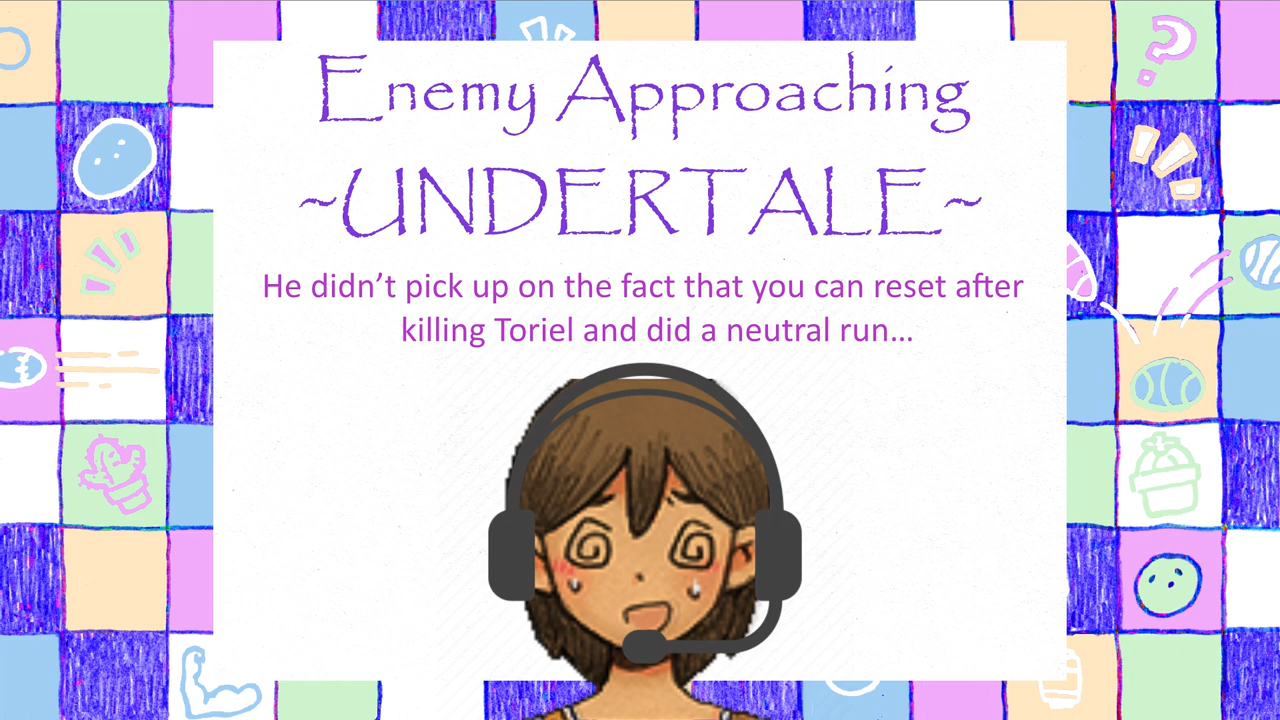 Enemy Approaching
~UNDERTALE~
He didn’t pick up on the fact that you can reset after
killing Toriel and did a neutral run…
?